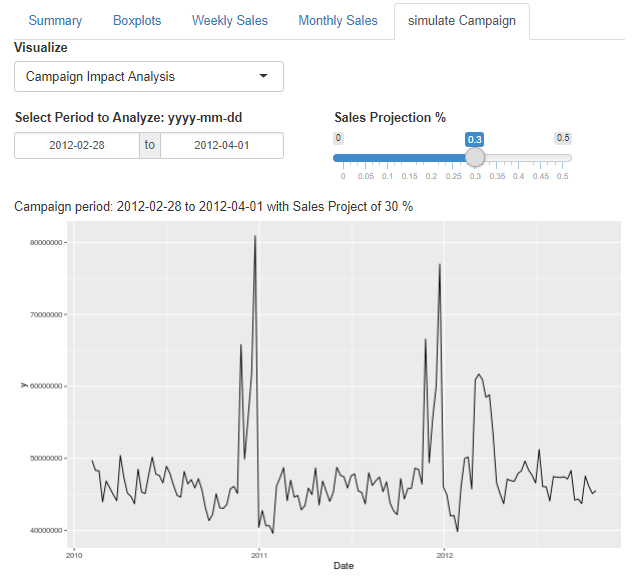 Summary Boxplots Weekly Sales Monthly Sales simulate Campaign
Visualize
Campaign Impact Analysis
Select Period to Analyze: yyyy-mm-dd
2012-02-28 to 2012-04-01
Sales Projection %
0 0.3 0.5
0 0.05 0.1 0.15 0.2 0.25 0.3 0.35 0.4 0.45 0.5
Campaign period: 2012-02-28 to 2012-04-01 with Sales Project of 30 %
80000000
70000000
60000000
50000000
40000000
y
2010 2011 2012
Date